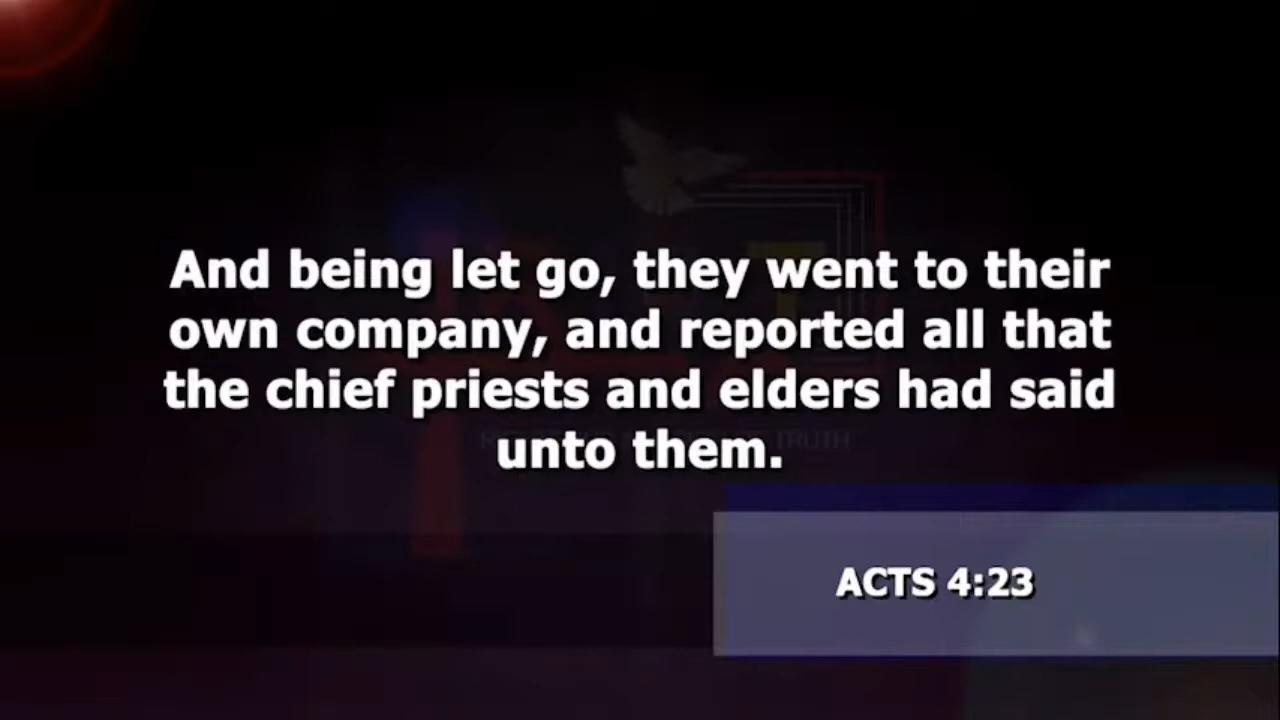 And being let go, they went to their
own company, and reported all that
the chief priests and elders had said
unto them.
TRUTH
ACTS 4:23